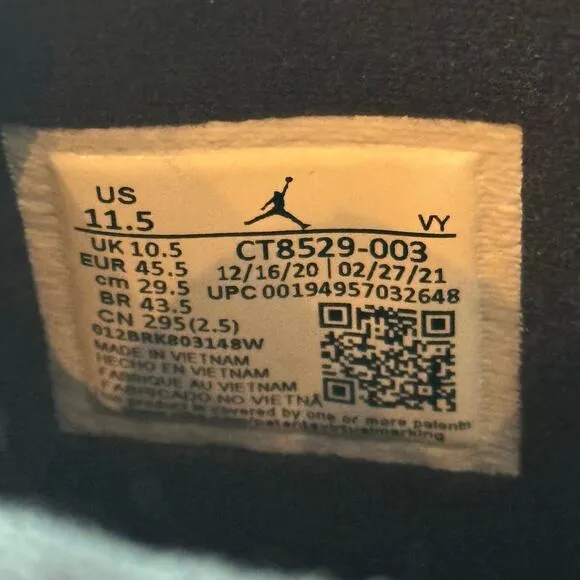 US
11.5
VY
UK 10.5
EUR 45.5
cm 29.5
BR 43.5
CN 295(2.5)
CT8529-003
12/16/20 | 02/27/21
UPC 00194957032648
012BRK803148W
MADE IN VIETNAM
HECHO EN VIETNAM
FABRIQUE AU VIETNAM
FABRICADO NO VIETNÃ
product is covered by one or more patents